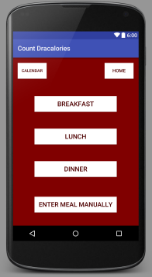 6:00
Count Dracalories
CALENDAR HOME
BREAKFAST
LUNCH
DINNER
ENTER MEAL MANUALLY